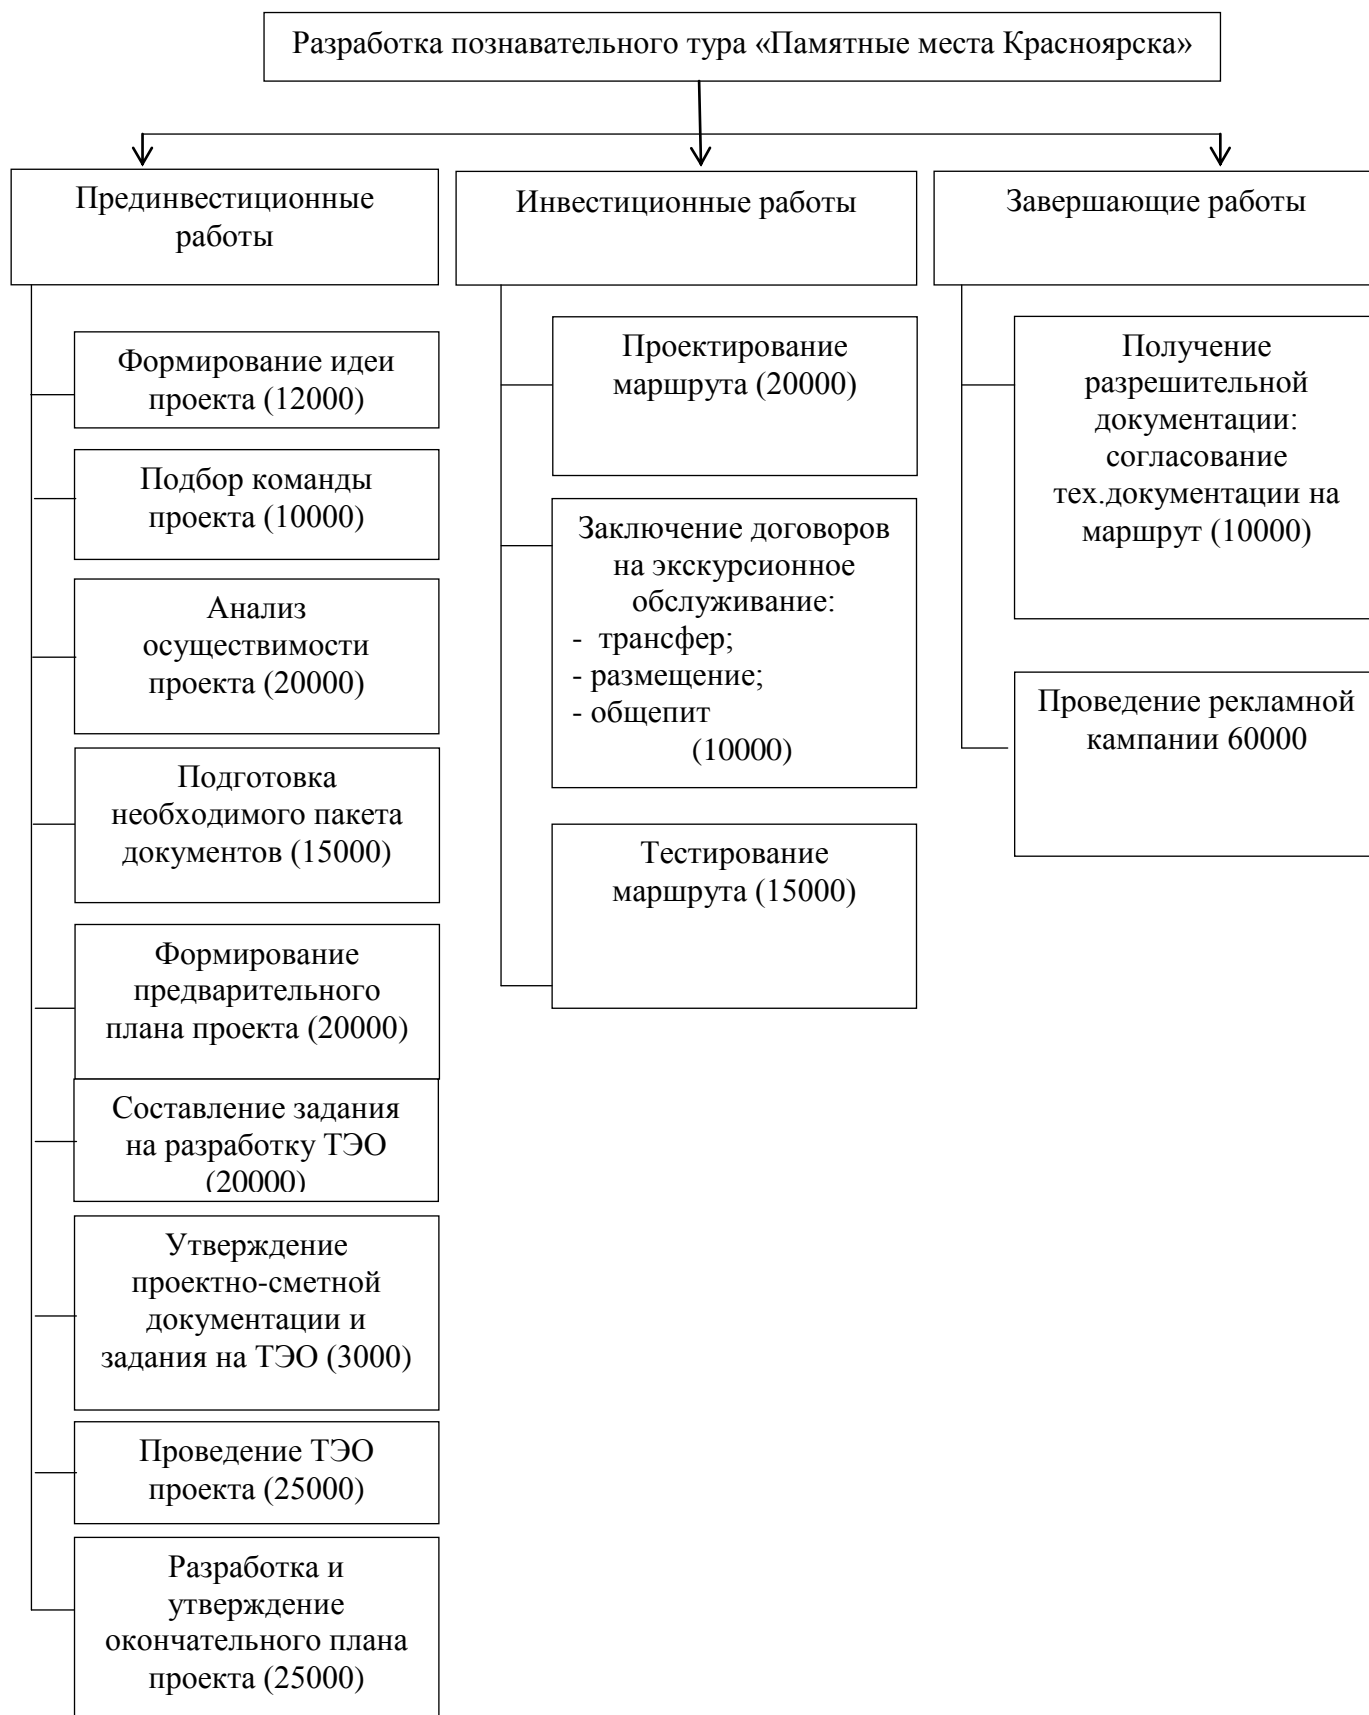 Разработка познавательного тура «Памятные места Красноярска»
Прединвестиционные
работы
Формирование идеи
проекта (12000)
Подбор команды
проекта (10000)
Анализ
осуществимости
проекта (20000)
Подготовка
необходимого пакета
документов (15000)
Формирование
предварительного
плана проекта (20000)
Составление задания
на разработку ТЭО
(20000)
Утверждение
проектно-сметной
документации и
задания на ТЭО (3000)
Проведение ТЭО
проекта (25000)
Разработка и
утверждение
окончательного плана
проекта (25000)
Инвестиционные работы
Проектирование
маршрута (20000)
Заключение договоров
на экскурсионное
обслуживание:
- трансфер;
- размещение;
- общепит
(10000)
Тестирование
маршрута (15000)
Завершающие работы
Получение
разрешительной
документации:
согласование
тех.документации на
маршрут (10000)
Проведение рекламной
кампании 60000